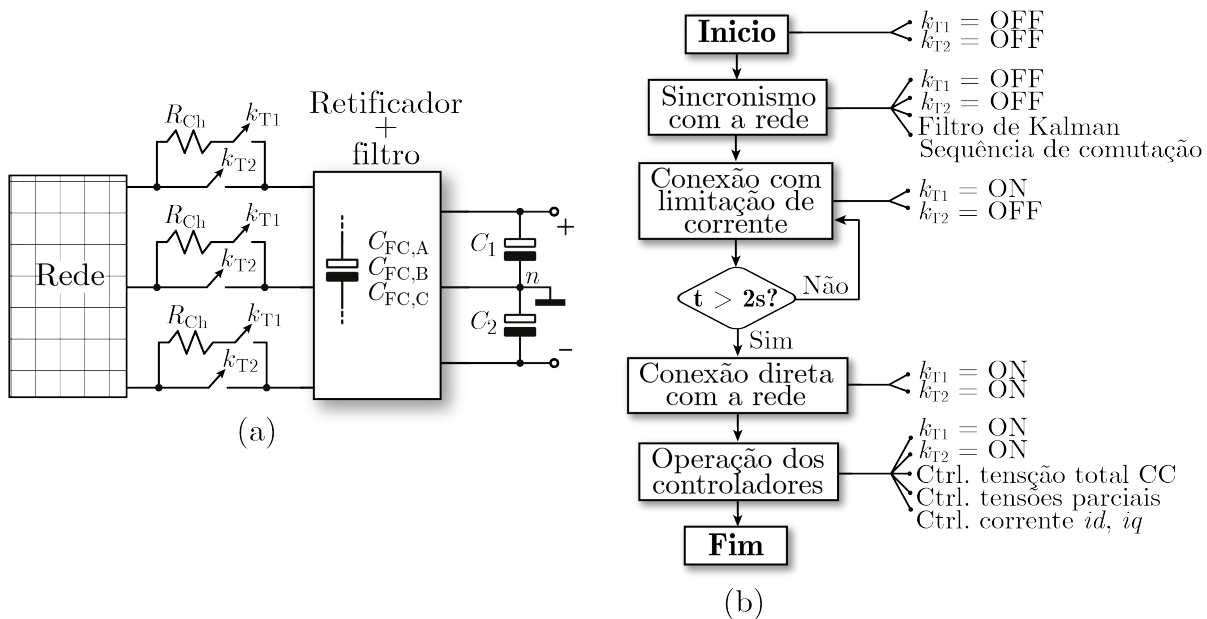 Retificador
+
filtro
R_Ch
k_T1
k_T2
R_Ch
k_T1
k_T2
R_Ch
k_T1
k_T2
Rede
C_FC,A
C_FC,B
C_FC,C
C_1
C_2
n
+
−
(a)
Inicio
k_T1 = OFF
k_T2 = OFF
Sincronismo
com a rede
k_T1 = OFF
k_T2 = OFF
Filtro de Kalman
Sequência de comutação
Conexão com
limitação de
corrente
k_T1 = ON
k_T2 = OFF
t > 2s?
Não
Sim
Conexão direta
com a rede
k_T1 = ON
k_T2 = ON
Operação dos
controladores
k_T1 = ON
k_T2 = ON
Ctrl. tensção total CC
Ctrl. tensões parciais
Ctrl. corrente id, iq
Fim
(b)